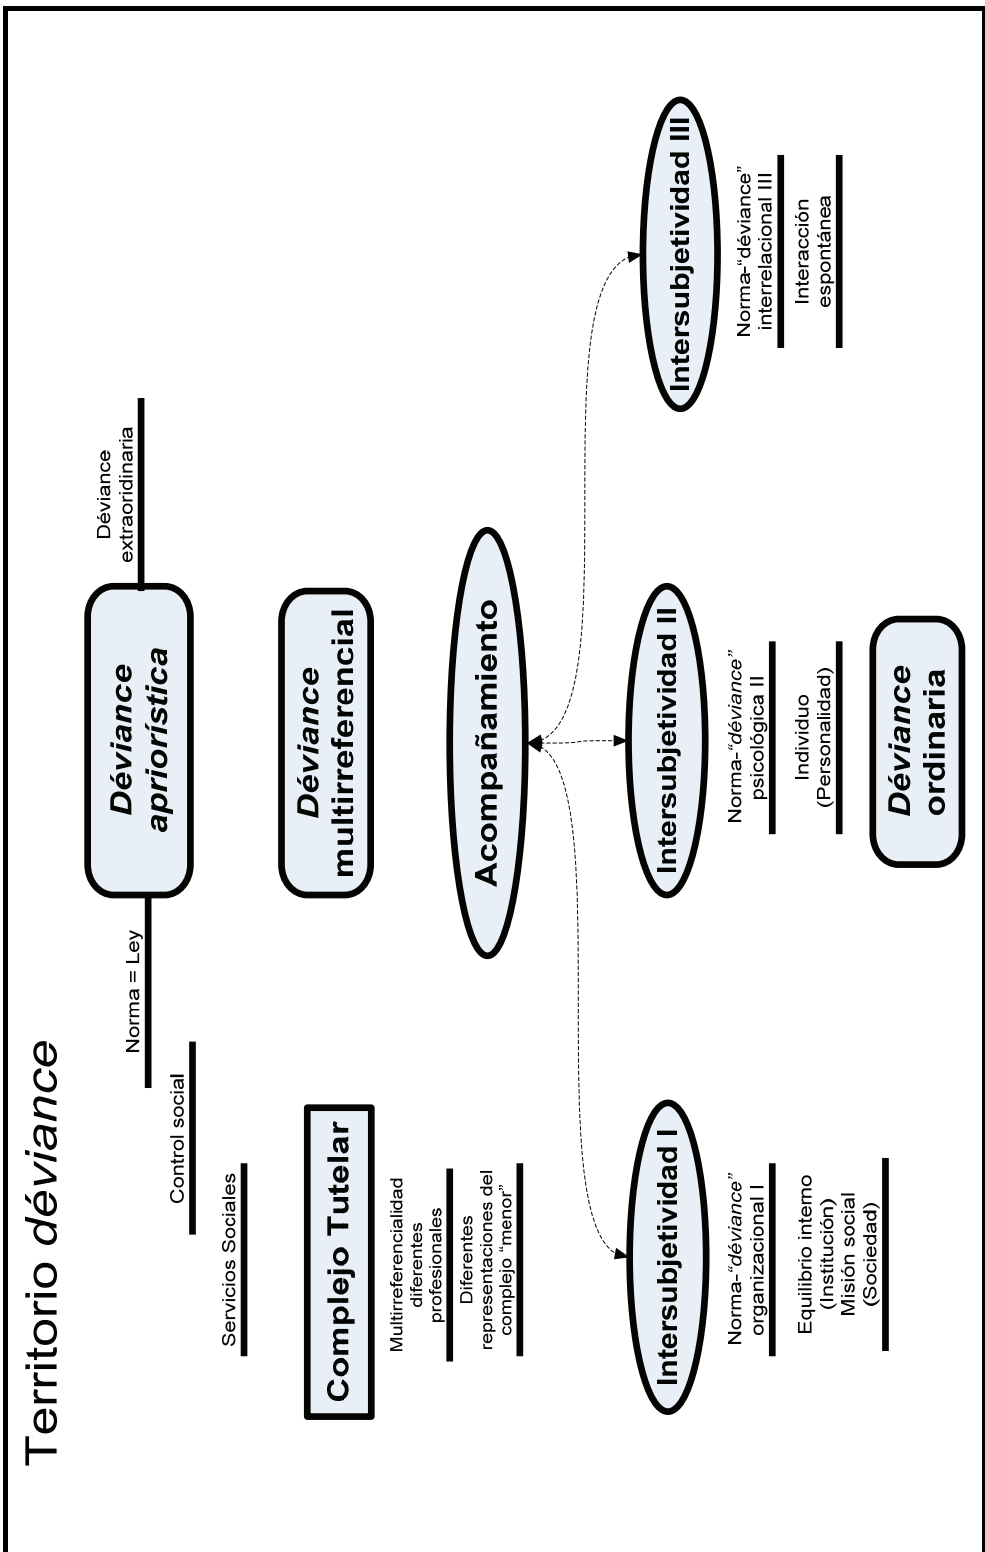 Territorio déviance
Déviance
extraoridinaria
Déviance
apriorística
Norma = Ley
Control social
Servicios Sociales
Déviance
multirreferencial
Complejo Tutelar
Multirreferencialidad
diferentes
profesionales
Diferentes
representaciones del
complejo “menor”
Acompañamiento
Intersubjetividad I
Norma-“déviance”
organizacional I
Equilibrio interno
(Institución)
Misión social
(Sociedad)
Intersubjetividad II
Norma-“déviance”
psicológica II
Individuo
(Personalidad)
Intersubjetividad III
Norma-“déviance”
interrelacional III
Interacción
espontánea
Déviance
ordinaria